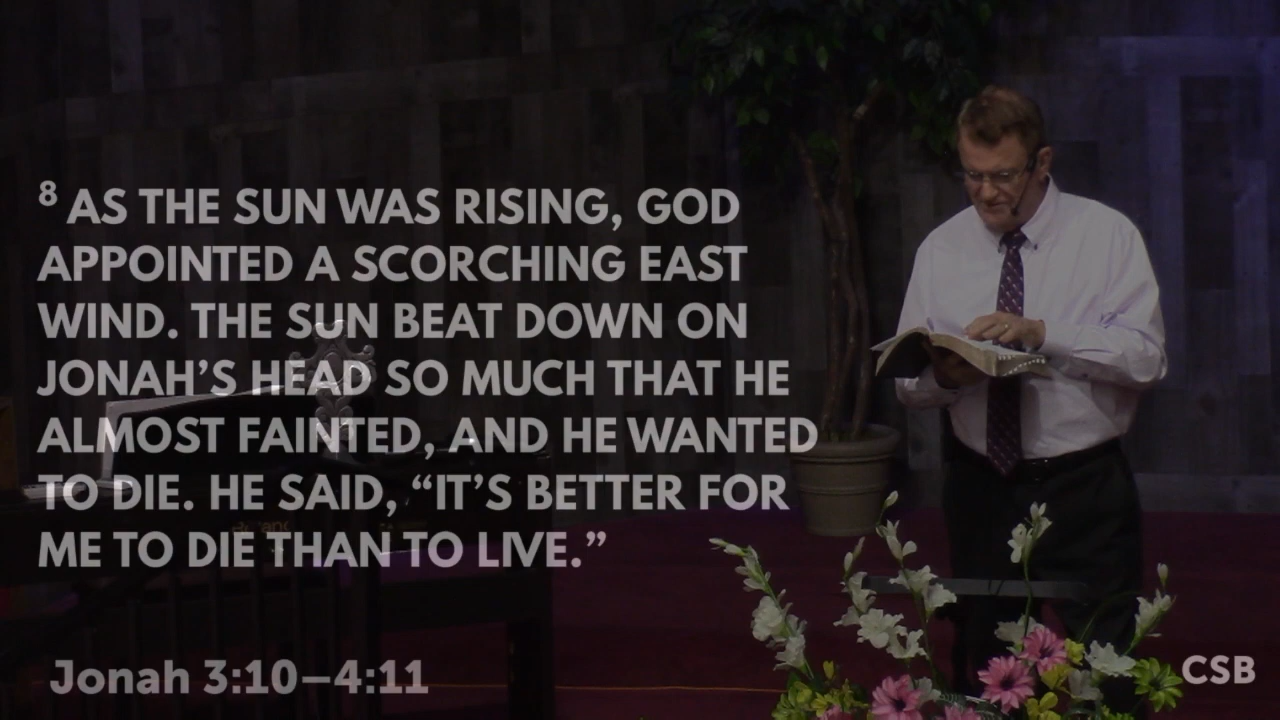 8 AS THE SUN WAS RISING, GOD
APPOINTED A SCORCHING EAST
WIND. THE SUN BEAT DOWN ON
JONAH’S HEAD SO MUCH THAT HE
ALMOST FAINTED, AND HE WANTED
TO DIE. HE SAID, “IT’S BETTER FOR
ME TO DIE THAN TO LIVE.”
Jonah 3:10–4:11
CSB
Roland